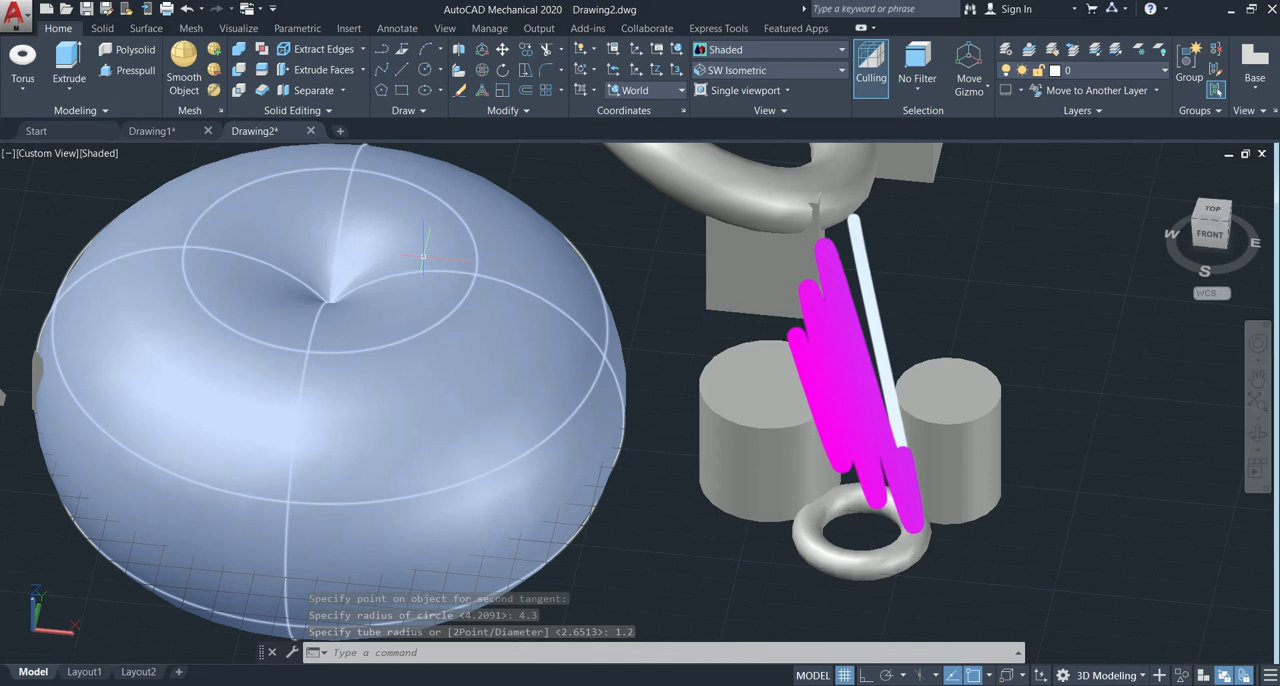 AutoCAD Mechanical 2020 Drawing2.dwg
Type a keyword or phrase
Sign In
Home Solid Surface Mesh Visualize Parametric Insert Annotate View Manage Output Add-ins Collaborate Express Tools Featured Apps
Torus
Extrude
Polysolid
Presspull
Smooth
Object
Extract Edges
Extrude Faces
Separate
World
Shaded
SW Isometric
Single viewport
Culling
No Filter
Move
Gizmo
0
Move to Another Layer
Group
Base
Modeling Mesh Solid Editing Draw Modify Coordinates View Selection Layers Groups View
Start Drawing1* Drawing2*
[−][Custom View][Shaded]
TOP
FRONT
W
E
S
WCS
Z
Y
X
Specify point on object for second tangent:
Specify radius of circle <4.2091>: 4.3
Specify tube radius or [2Point/Diameter] <2.6513>: 1.2
Type a command
Model Layout1 Layout2
MODEL
3D Modeling